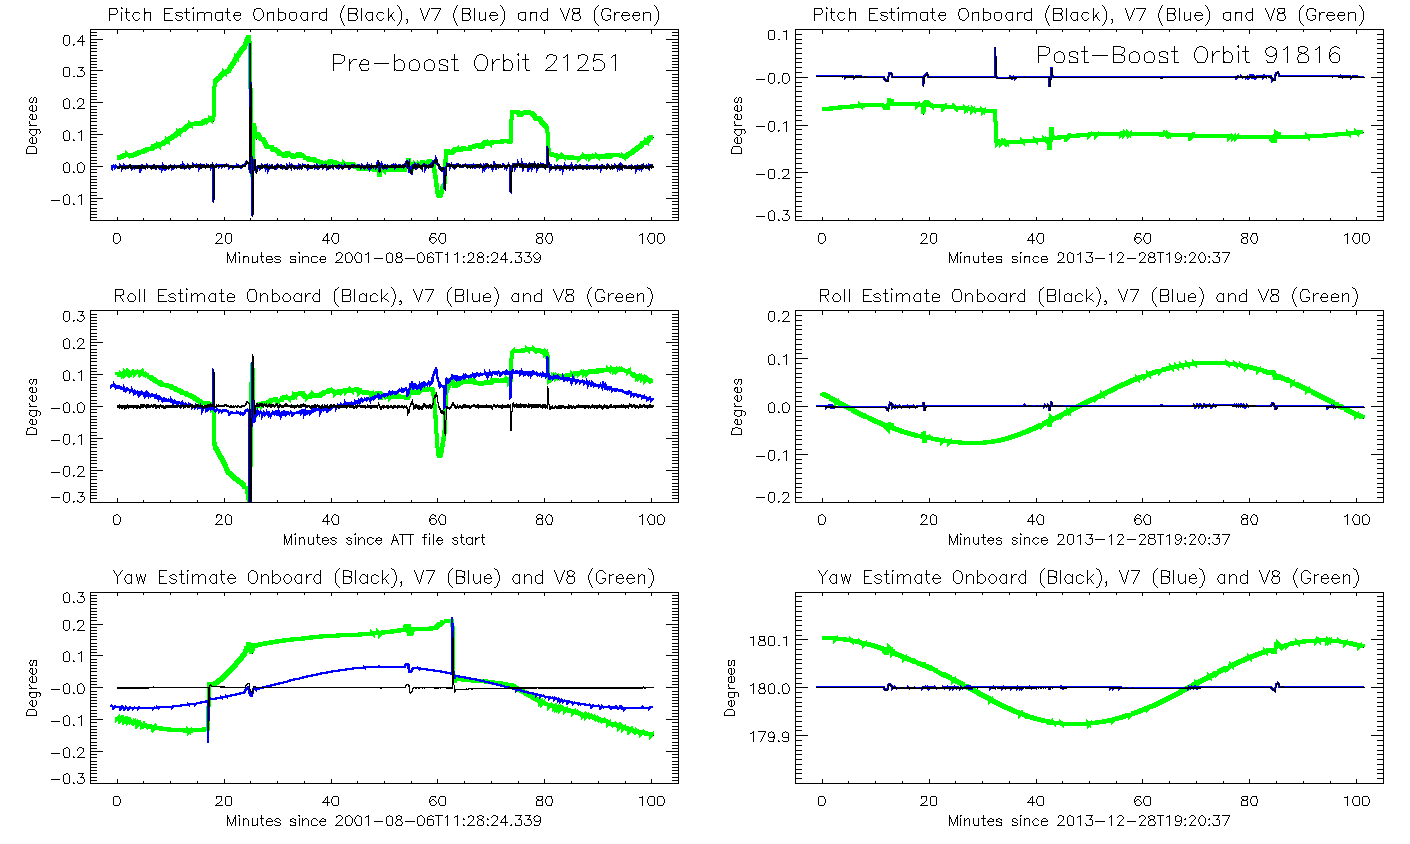 Pitch Estimate Onboard (Black), V7 (Blue) and V8 (Green)
Pre-boost Orbit 21251
0.4
0.3
0.2
0.1
0.0
-0.1
Degrees
0 20 40 60 80 100
Minutes since 2001-08-06T11:28:24.339
Pitch Estimate Onboard (Black), V7 (Blue) and V8 (Green)
Post-Boost Orbit 91816
0.1
-0.0
-0.1
-0.2
-0.3
Degrees
0 20 40 60 80 100
Minutes since 2013-12-28T19:20:37
Roll Estimate Onboard (Black), V7 (Blue) and V8 (Green)
0.3
0.2
0.1
-0.0
-0.1
-0.2
-0.3
Degrees
0 20 40 60 80 100
Minutes since ATT file start
Roll Estimate Onboard (Black), V7 (Blue) and V8 (Green)
0.2
0.1
0.0
-0.1
-0.2
Degrees
0 20 40 60 80 100
Minutes since 2013-12-28T19:20:37
Yaw Estimate Onboard (Black), V7 (Blue) and V8 (Green)
0.3
0.2
0.1
-0.0
-0.1
-0.2
-0.3
Degrees
0 20 40 60 80 100
Minutes since 2001-08-06T11:28:24.339
Yaw Estimate Onboard (Black), V7 (Blue) and V8 (Green)
180.1
180.0
179.9
Degrees
0 20 40 60 80 100
Minutes since 2013-12-28T19:20:37